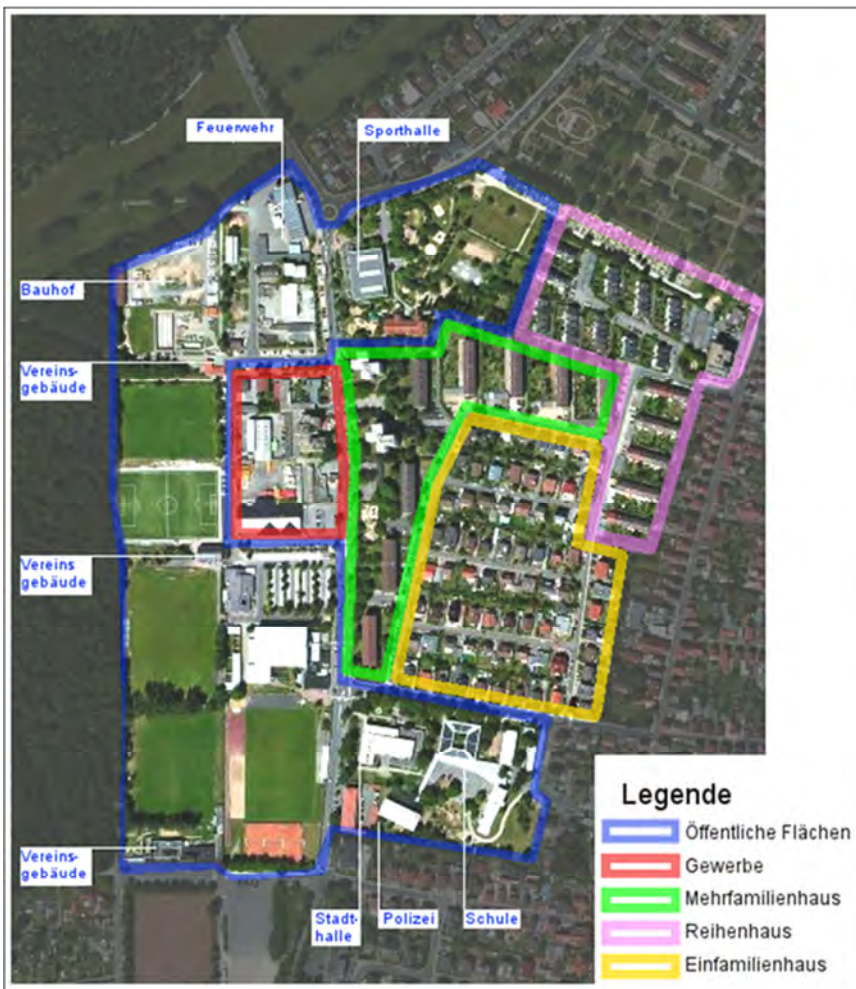 Feuerwehr
Sporthalle
Bauhof
Vereins-
gebäude
Vereins
gebäude
Vereins-
gebäude
Stadt-
halle
Polizei
Schule
Legende
Öffentliche Flächen
Gewerbe
Mehrfamilienhaus
Reihenhaus
Einfamilienhaus